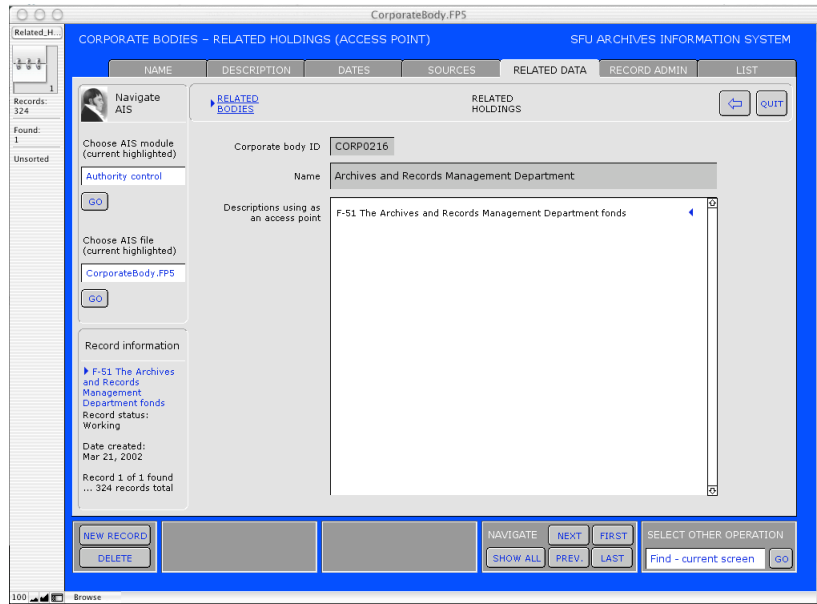 CorporateBody.FP5
Related_H...
1
Records:
324
Found:
1
Unsorted
CORPORATE BODIES – RELATED HOLDINGS (ACCESS POINT)
SFU ARCHIVES INFORMATION SYSTEM
NAME
DESCRIPTION
DATES
SOURCES
RELATED DATA
RECORD ADMIN
LIST
Navigate
AIS
RELATED
BODIES
RELATED
HOLDINGS
QUIT
Choose AIS module
(current highlighted)
Authority control
GO
Choose AIS file
(current highlighted)
CorporateBody.FP5
GO
Record information
F-51 The Archives
and Records
Management
Department fonds
Record status:
Working
Date created:
Mar 21, 2002
Record 1 of 1 found
... 324 records total
Corporate body ID
CORP0216
Name
Archives and Records Management Department
Descriptions using as
an access point
F-51 The Archives and Records Management Department fonds
NEW RECORD
DELETE
NAVIGATE
NEXT
FIRST
SHOW ALL
PREV.
LAST
SELECT OTHER OPERATION
Find - current screen
GO
100
Browse